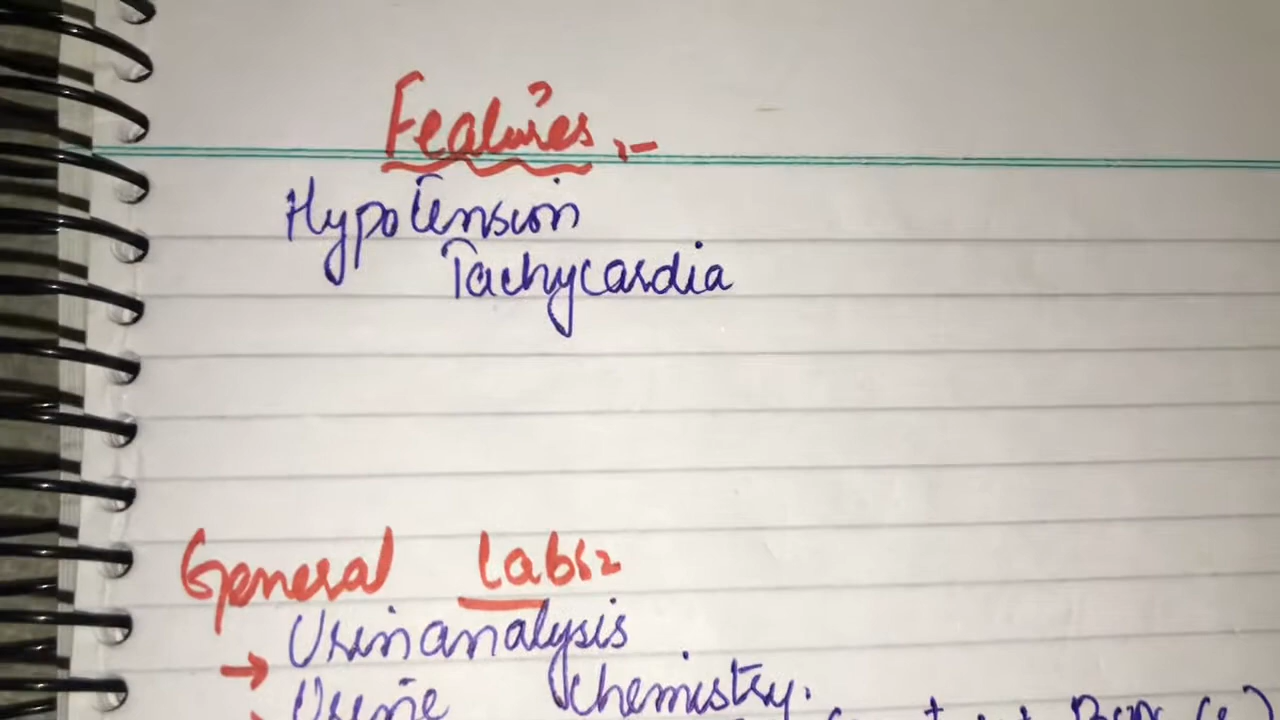 Features :-
Hypotension
Tachycardia
General Labs:
→ Urinanalysis
Urine Chemistry.